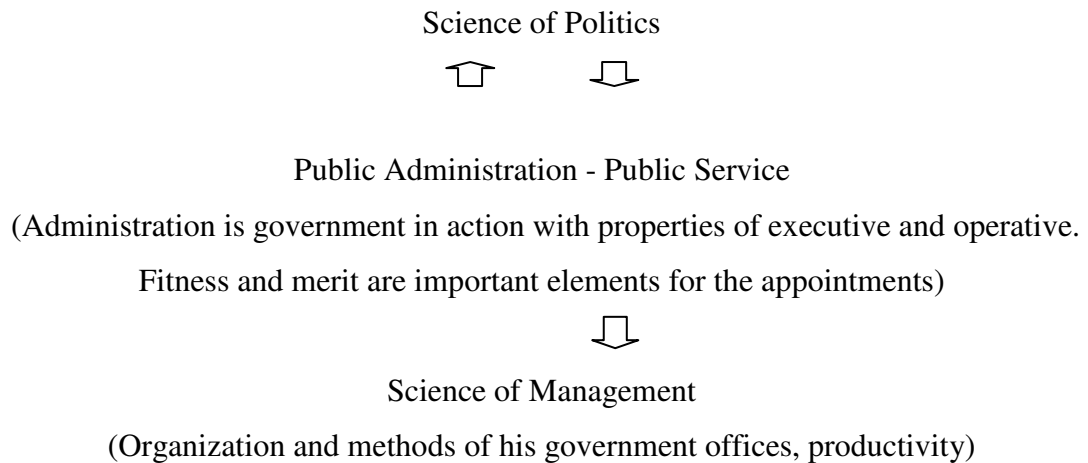 Science of Politics
Public Administration - Public Service
(Administration is government in action with properties of executive and operative.
Fitness and merit are important elements for the appointments)
Science of Management
(Organization and methods of his government offices, productivity)